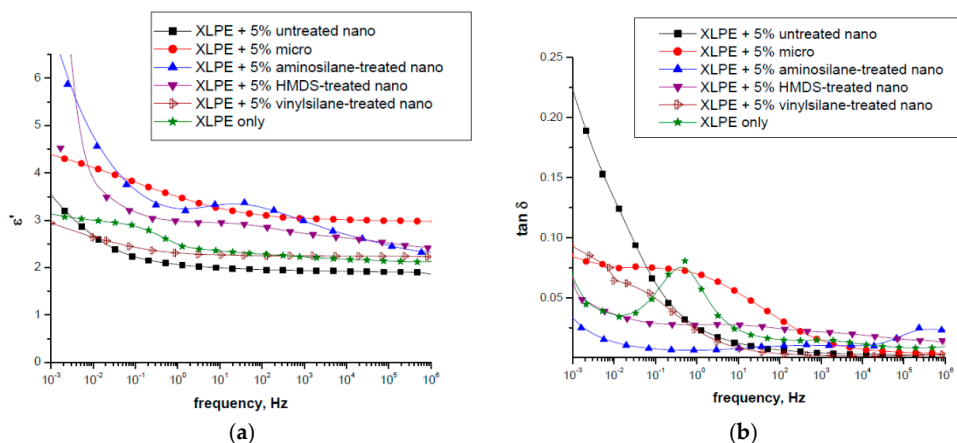 XLPE + 5% untreated nano
XLPE + 5% micro
XLPE + 5% aminosilane-treated nano
XLPE + 5% HMDS-treated nano
XLPE + 5% vinylsilane-treated nano
XLPE only
ε'
6
5
4
3
2
1
0
10⁻³ 10⁻² 10⁻¹ 10⁰ 10¹ 10² 10³ 10⁴ 10⁵ 10⁶
frequency, Hz
(a)
XLPE + 5% untreated nano
XLPE + 5% micro
XLPE + 5% aminosilane-treated nano
XLPE + 5% HMDS-treated nano
XLPE + 5% vinylsilane-treated nano
XLPE only
tan δ
0.25
0.20
0.15
0.10
0.05
10⁻³ 10⁻² 10⁻¹ 10⁰ 10¹ 10² 10³ 10⁴ 10⁵ 10⁶
frequency, Hz
(b)